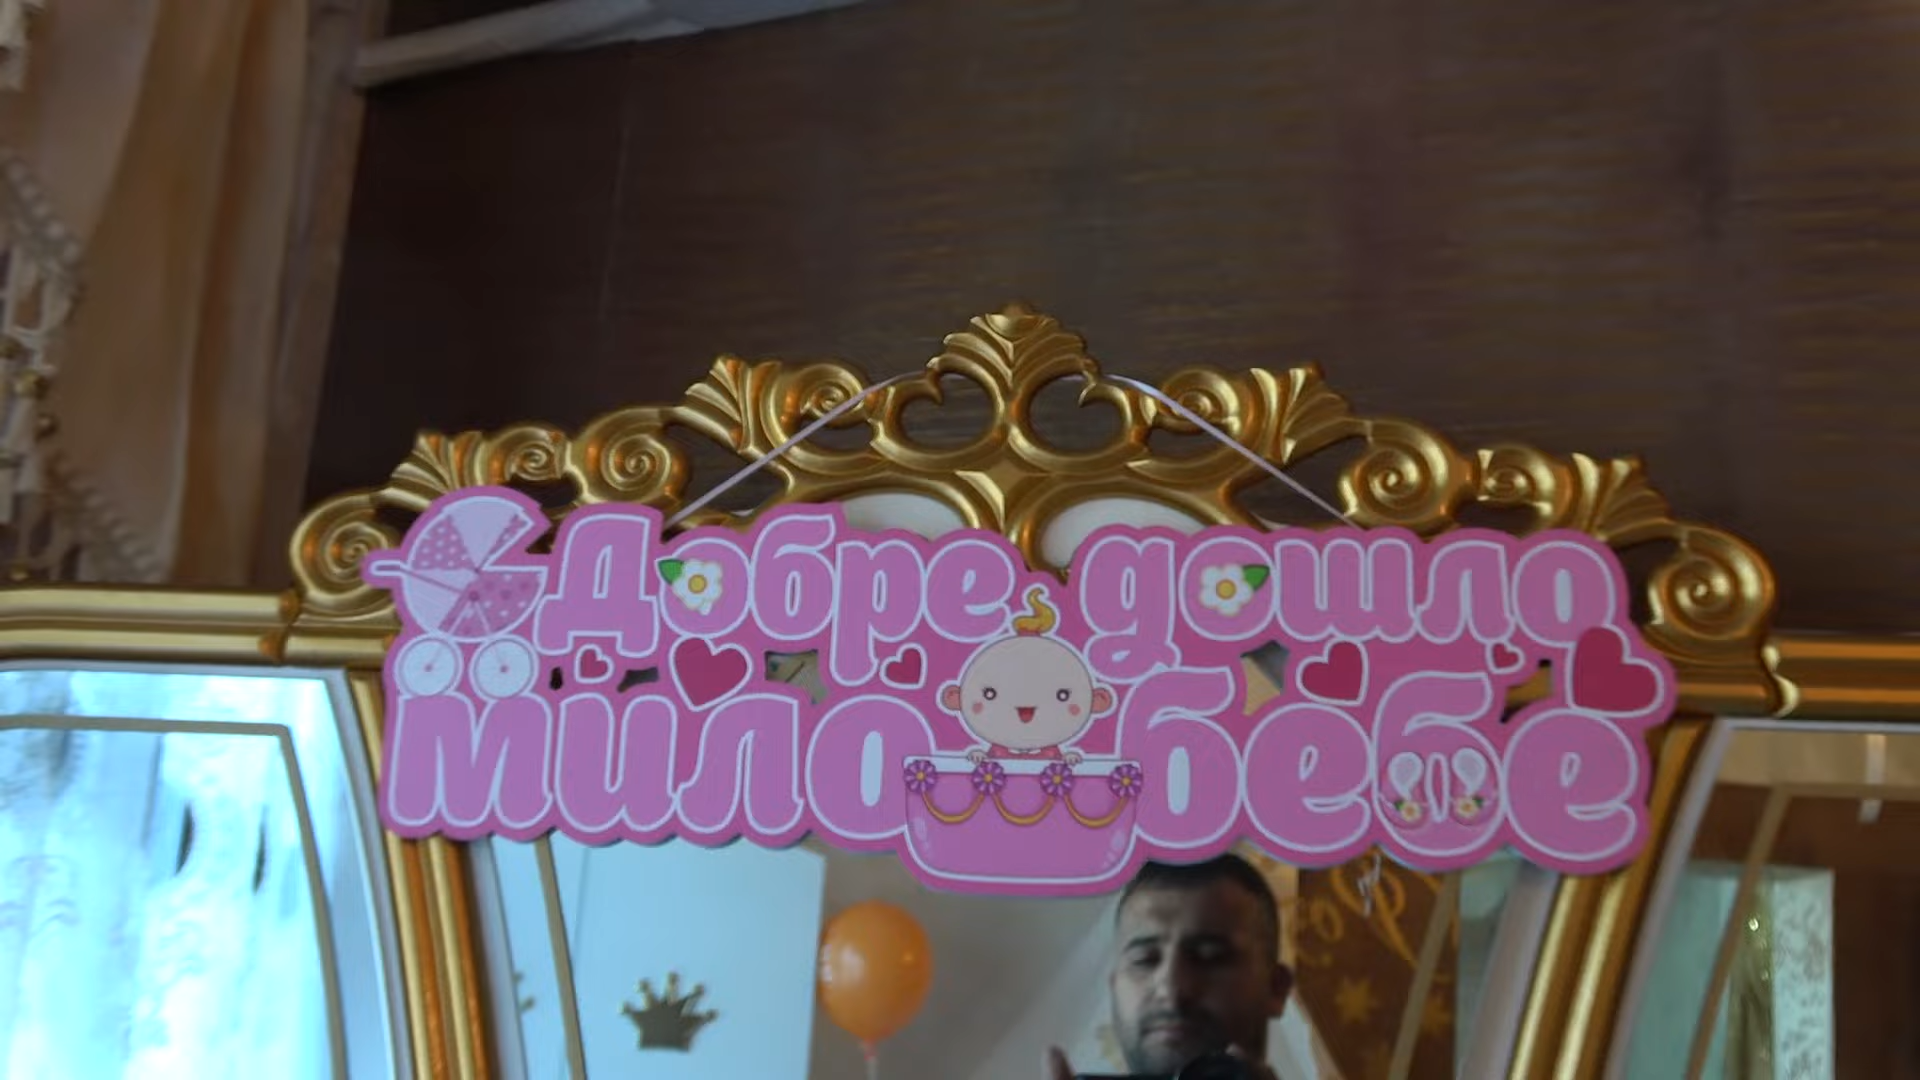 Добре дошло
мило бебе